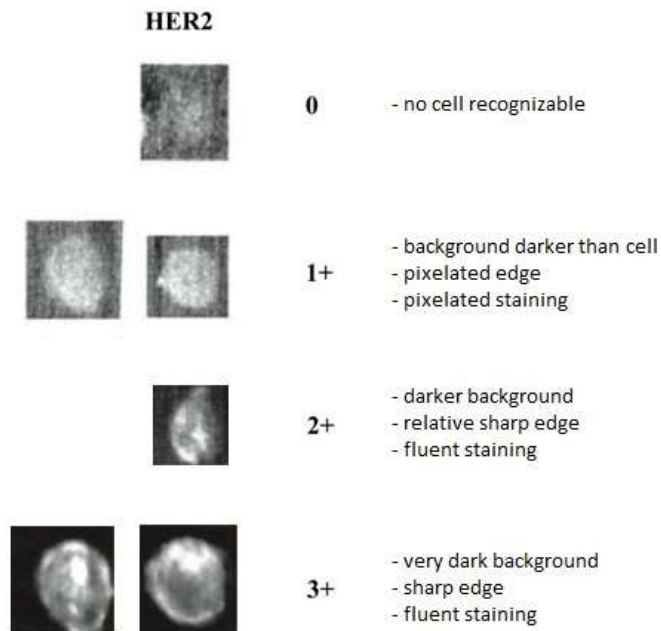 HER2
0
- no cell recognizable
1+
- background darker than cell
- pixelated edge
- pixelated staining
2+
- darker background
- relative sharp edge
- fluent staining
3+
- very dark background
- sharp edge
- fluent staining